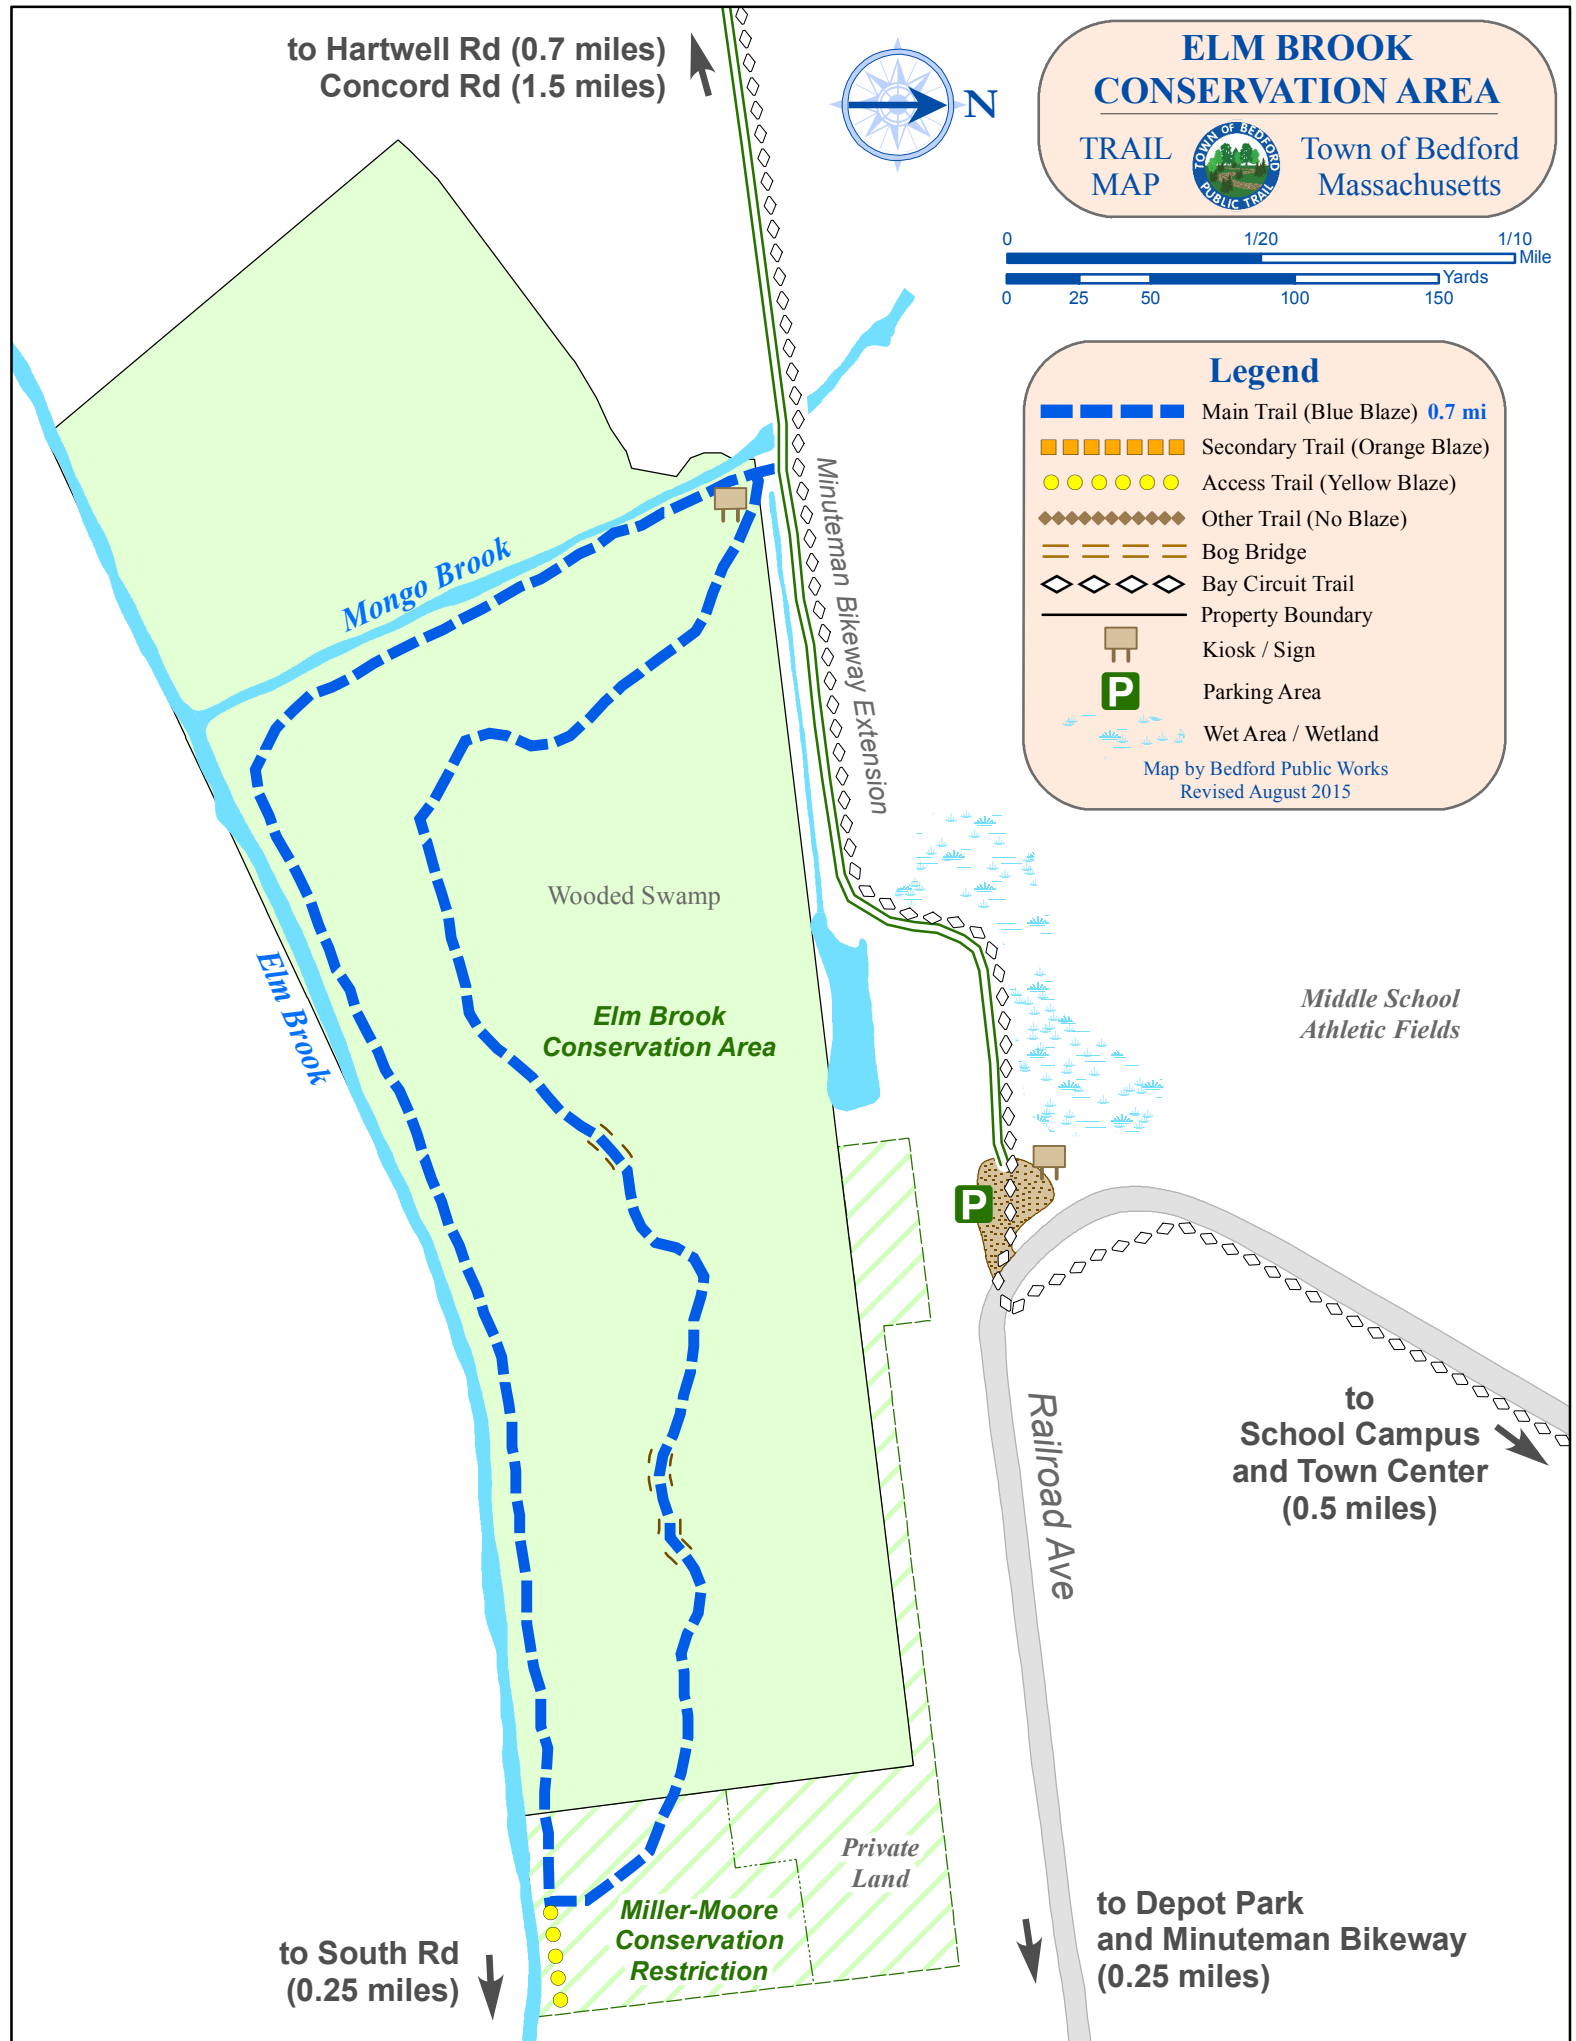 to Hartwell Rd (0.7 miles)
Concord Rd (1.5 miles)
N
ELM BROOK
CONSERVATION AREA
TRAIL
MAP
TOWN OF BEDFORD
PUBLIC TRAIL
Town of Bedford
Massachusetts
0 1/20 1/10
Mile
Yards
0 25 50 100 150
Legend
Main Trail (Blue Blaze) 0.7 mi
Secondary Trail (Orange Blaze)
Access Trail (Yellow Blaze)
Other Trail (No Blaze)
Bog Bridge
Bay Circuit Trail
Property Boundary
Kiosk / Sign
P Parking Area
Wet Area / Wetland
Map by Bedford Public Works
Revised August 2015
Minuteman Bikeway Extension
Mongo Brook
Wooded Swamp
Elm Brook
Elm Brook
Conservation Area
Middle School
Athletic Fields
P
Railroad Ave
to
School Campus
and Town Center
(0.5 miles)
Private
Land
Miller-Moore
Conservation
Restriction
to South Rd
(0.25 miles)
to Depot Park
and Minuteman Bikeway
(0.25 miles)